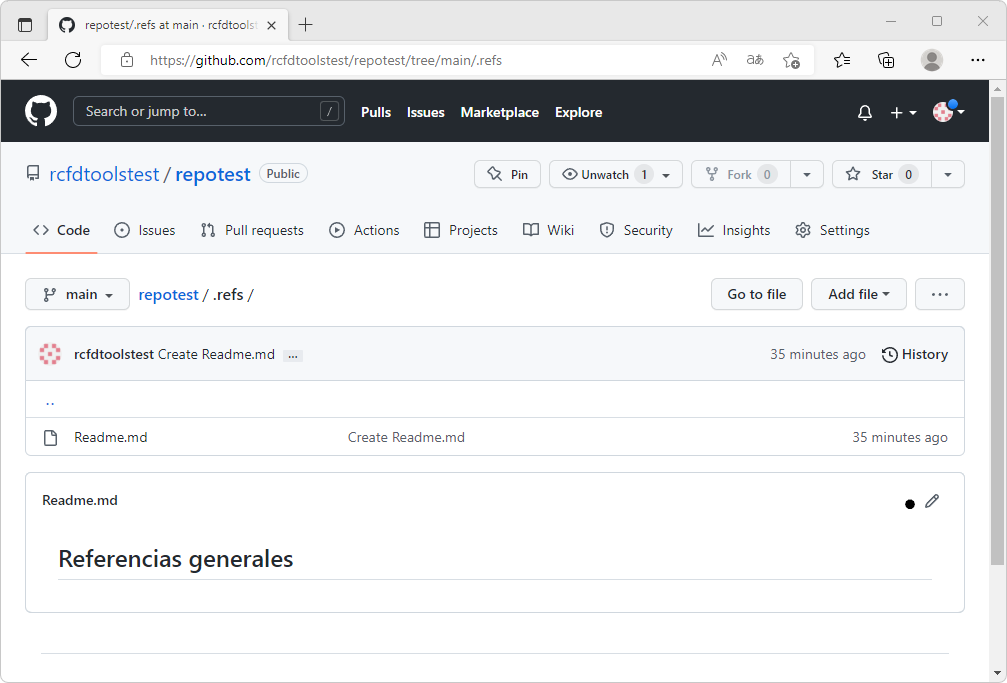 repotest/.refs at main · rcfdtoolst
https://github.com/rcfdtoolstest/repotest/tree/main/.refs
Search or jump to... / Pulls Issues Marketplace Explore
rcfdtoolstest / repotest Public Pin Unwatch 1 Fork 0 Star 0
Code Issues Pull requests Actions Projects Wiki Security Insights Settings
main repotest / .refs / Go to file Add file ...
rcfdtoolstest Create Readme.md ... 35 minutes ago History
..
Readme.md Create Readme.md 35 minutes ago
Readme.md
Referencias generales